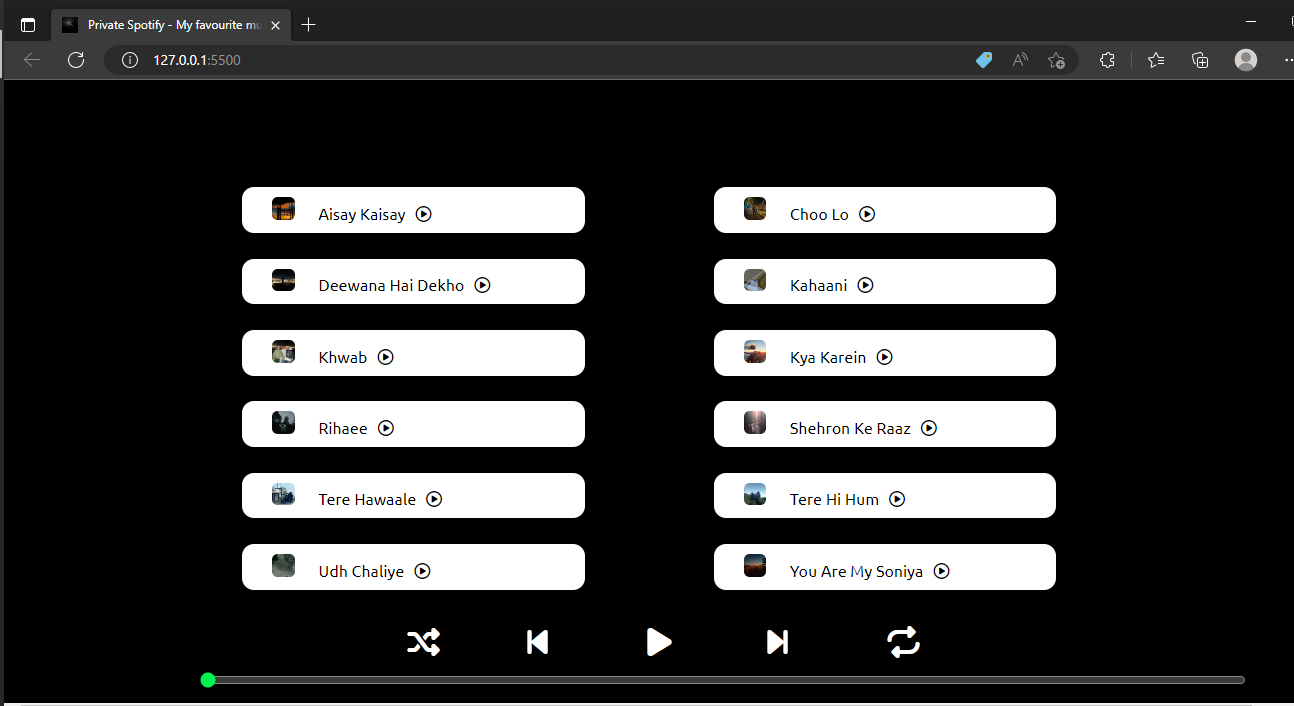 Private Spotify - My favourite mu
127.0.0.1:5500
Aisay Kaisay
Choo Lo
Deewana Hai Dekho
Kahaani
Khwab
Kya Karein
Rihaee
Shehron Ke Raaz
Tere Hawaale
Tere Hi Hum
Udh Chaliye
You Are My Soniya